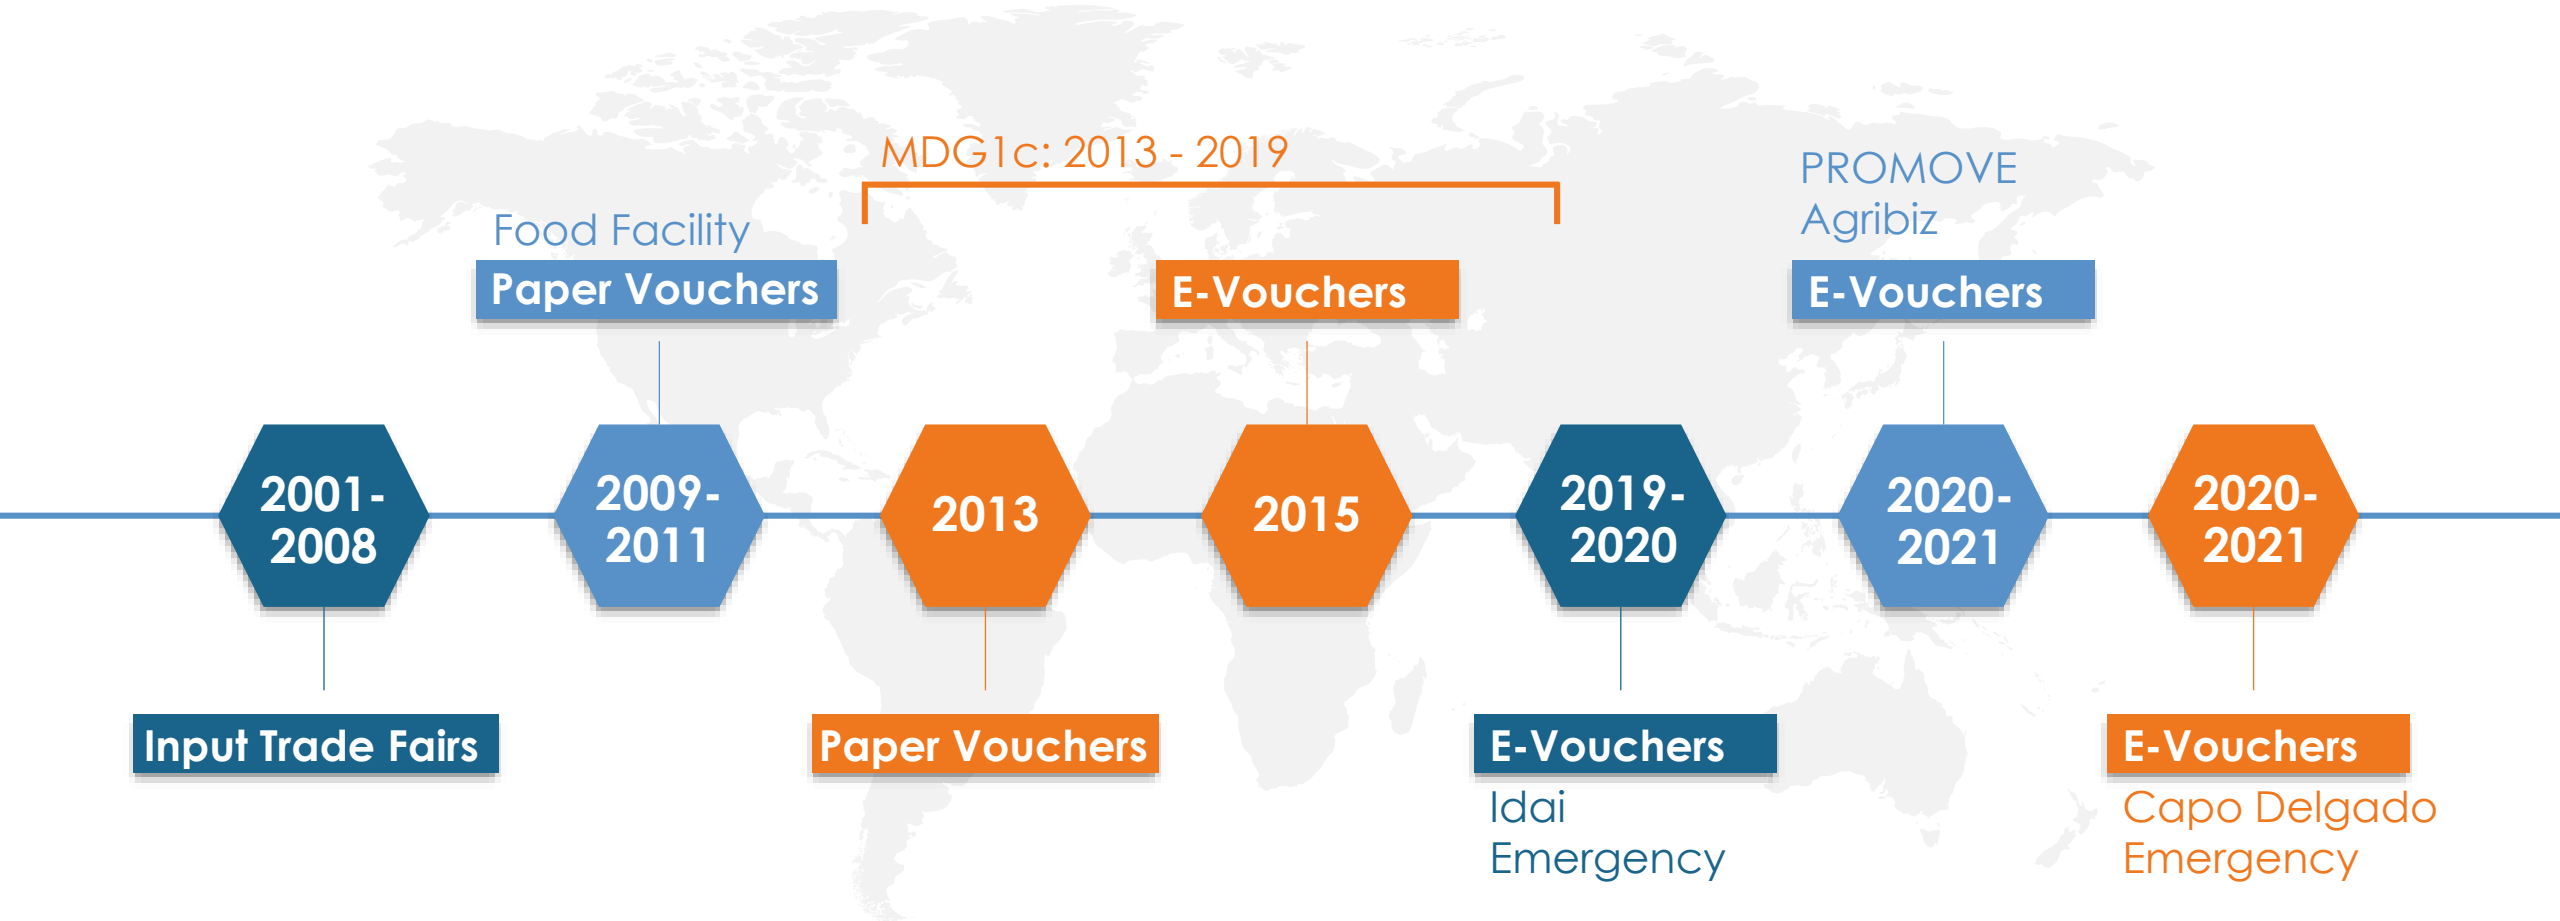 MDG1c: 2013 - 2019
Food Facility
Paper Vouchers
E-Vouchers
PROMOVE
Agribiz
E-Vouchers
2001-
2008
2009-
2011
2013
2015
2019-
2020
2020-
2021
2020-
2021
Input Trade Fairs
Paper Vouchers
E-Vouchers
Idai
Emergency
E-Vouchers
Capo Delgado
Emergency